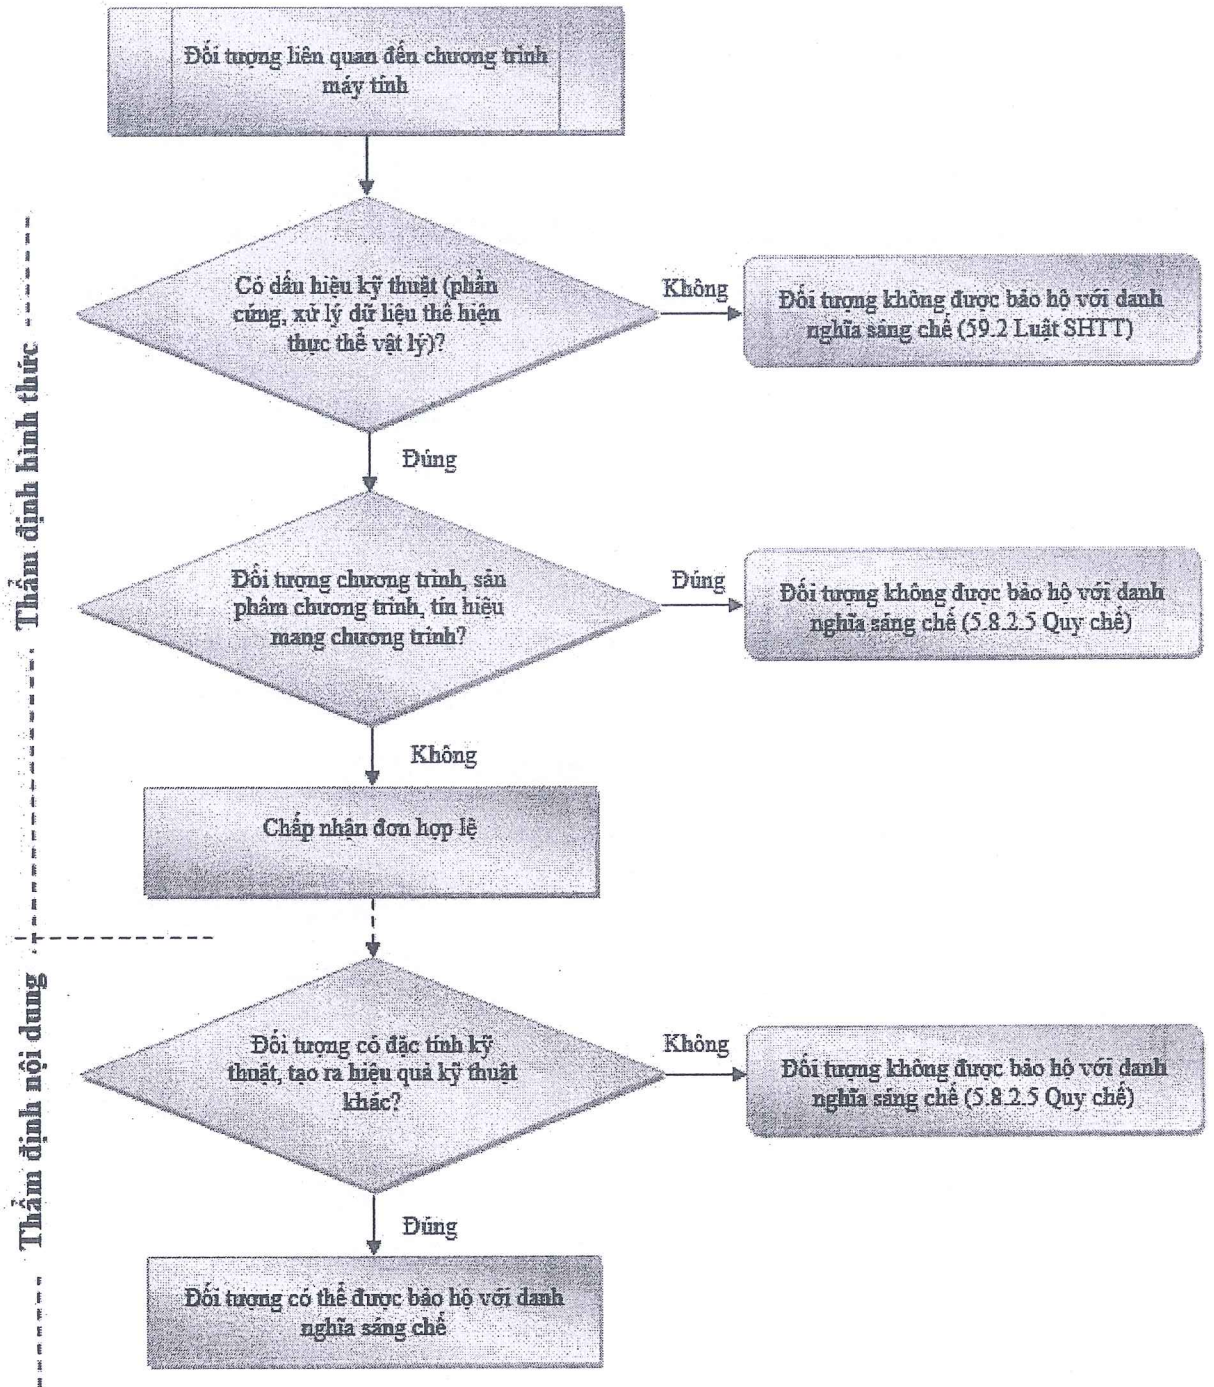 Đối tượng liên quan đến chương trình
máy tính
Có dấu hiệu kỹ thuật (phần
cứng, xử lý dữ liệu thể hiện
thực thể vật lý)?
Không
Đối tượng không được bảo hộ với danh
nghĩa sáng chế (59.2 Luật SHTT)
Đúng
Thẩm định hình thức
Đối tượng chương trình, sản
phẩm chương trình, tín hiệu
mang chương trình?
Đúng
Đối tượng không được bảo hộ với danh
nghĩa sáng chế (5.8.2.5 Quy chế)
Không
Chấp nhận đơn hợp lệ
Thẩm định nội dung
Đối tượng có đặc tính kỹ
thuật, tạo ra hiệu quả kỹ thuật
khác?
Không
Đối tượng không được bảo hộ với danh
nghĩa sáng chế (5.8.2.5 Quy chế)
Đúng
Đối tượng có thể được bảo hộ với danh
nghĩa sáng chế